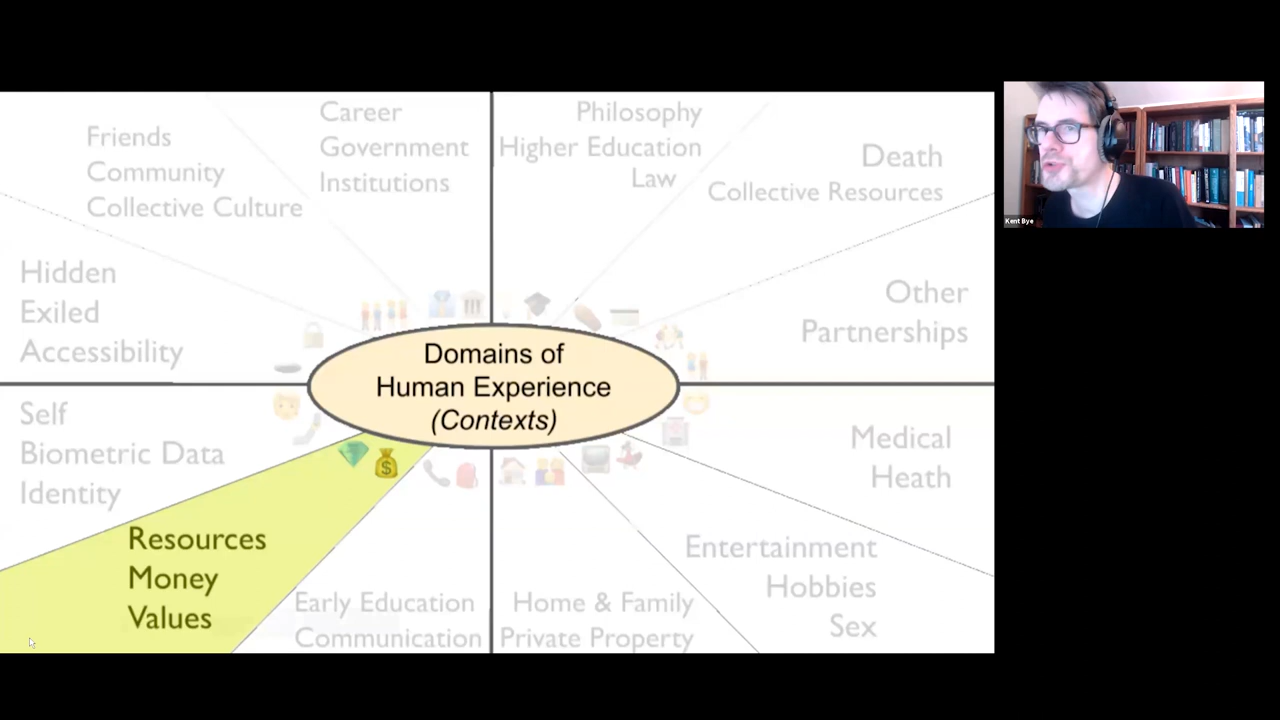 Career
Philosophy
Friends
Government
Higher Education
Death
Community
Institutions
Law
Collective Resources
Collective Culture
Kent Bye
Hidden
Exiled
Accessibility
Other
Partnerships
Domains of
Human Experience
(Contexts)
Self
Biometric Data
Identity
Medical
Heath
Resources
Money
Values
Entertainment
Hobbies
Sex
Early Education
Communication
Home & Family
Private Property